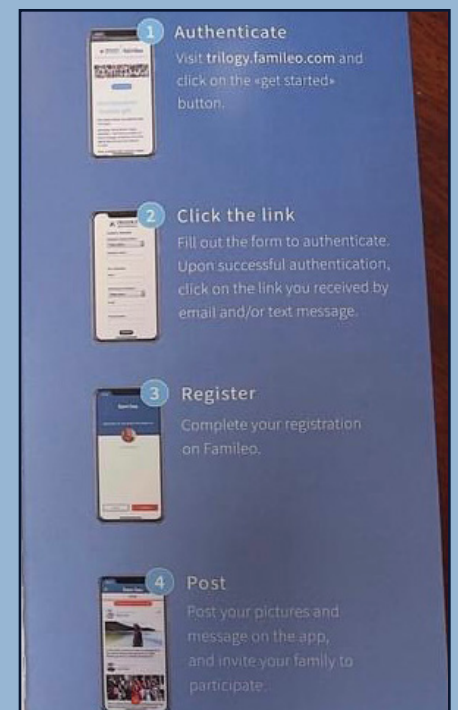 1 Authenticate
Visit trilogy.famileo.com and
click on the «get started»
button.
2 Click the link
Fill out the form to authenticate.
Upon successful authentication,
click on the link you received by
email and/or text message.
3 Register
Complete your registration
on Famileo.
4 Post
Post your pictures and
message on the app,
and invite your family to
participate.